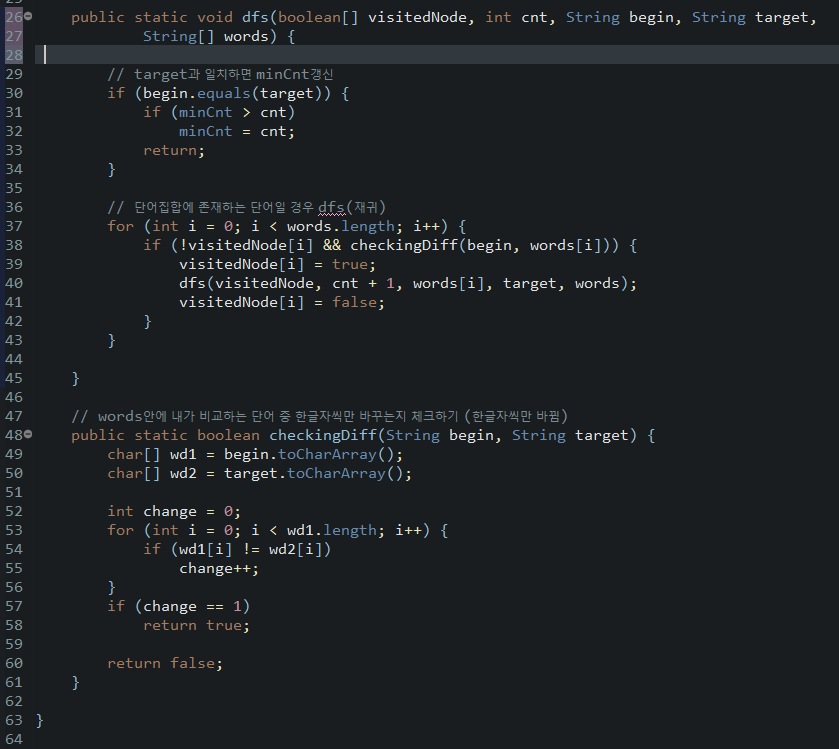 26 public static void dfs(boolean[] visitedNode, int cnt, String begin, String target,
27 String[] words) {
28
29 // target과 일치하면 minCnt갱신
30 if (begin.equals(target)) {
31 if (minCnt > cnt)
32 minCnt = cnt;
33 return;
34 }
35
36 // 단어집합에 존재하는 단어일 경우 dfs(재귀)
37 for (int i = 0; i < words.length; i++) {
38 if (!visitedNode[i] && checkingDiff(begin, words[i])) {
39 visitedNode[i] = true;
40 dfs(visitedNode, cnt + 1, words[i], target, words);
41 visitedNode[i] = false;
42 }
43 }
44
45 }
46
47 // words안에 내가 비교하는 단어 중 한글자씩만 바꾸는지 체크하기 (한글자씩만 바뀜)
48 public static boolean checkingDiff(String begin, String target) {
49 char[] wd1 = begin.toCharArray();
50 char[] wd2 = target.toCharArray();
51
52 int change = 0;
53 for (int i = 0; i < wd1.length; i++) {
54 if (wd1[i] != wd2[i])
55 change++;
56 }
57 if (change == 1)
58 return true;
59
60 return false;
61 }
62
63 }
64